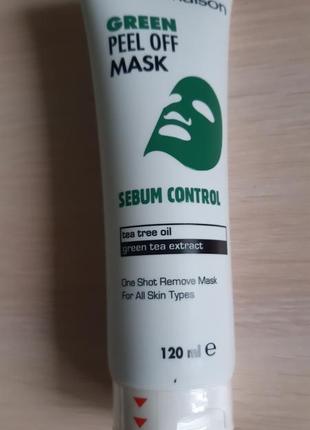 GREEN
PEEL OFF
MASK
SEBUM CONTROL
tea tree oil
green tea extract
One Shot Remove Mask
For All Skin Types
120 ml e